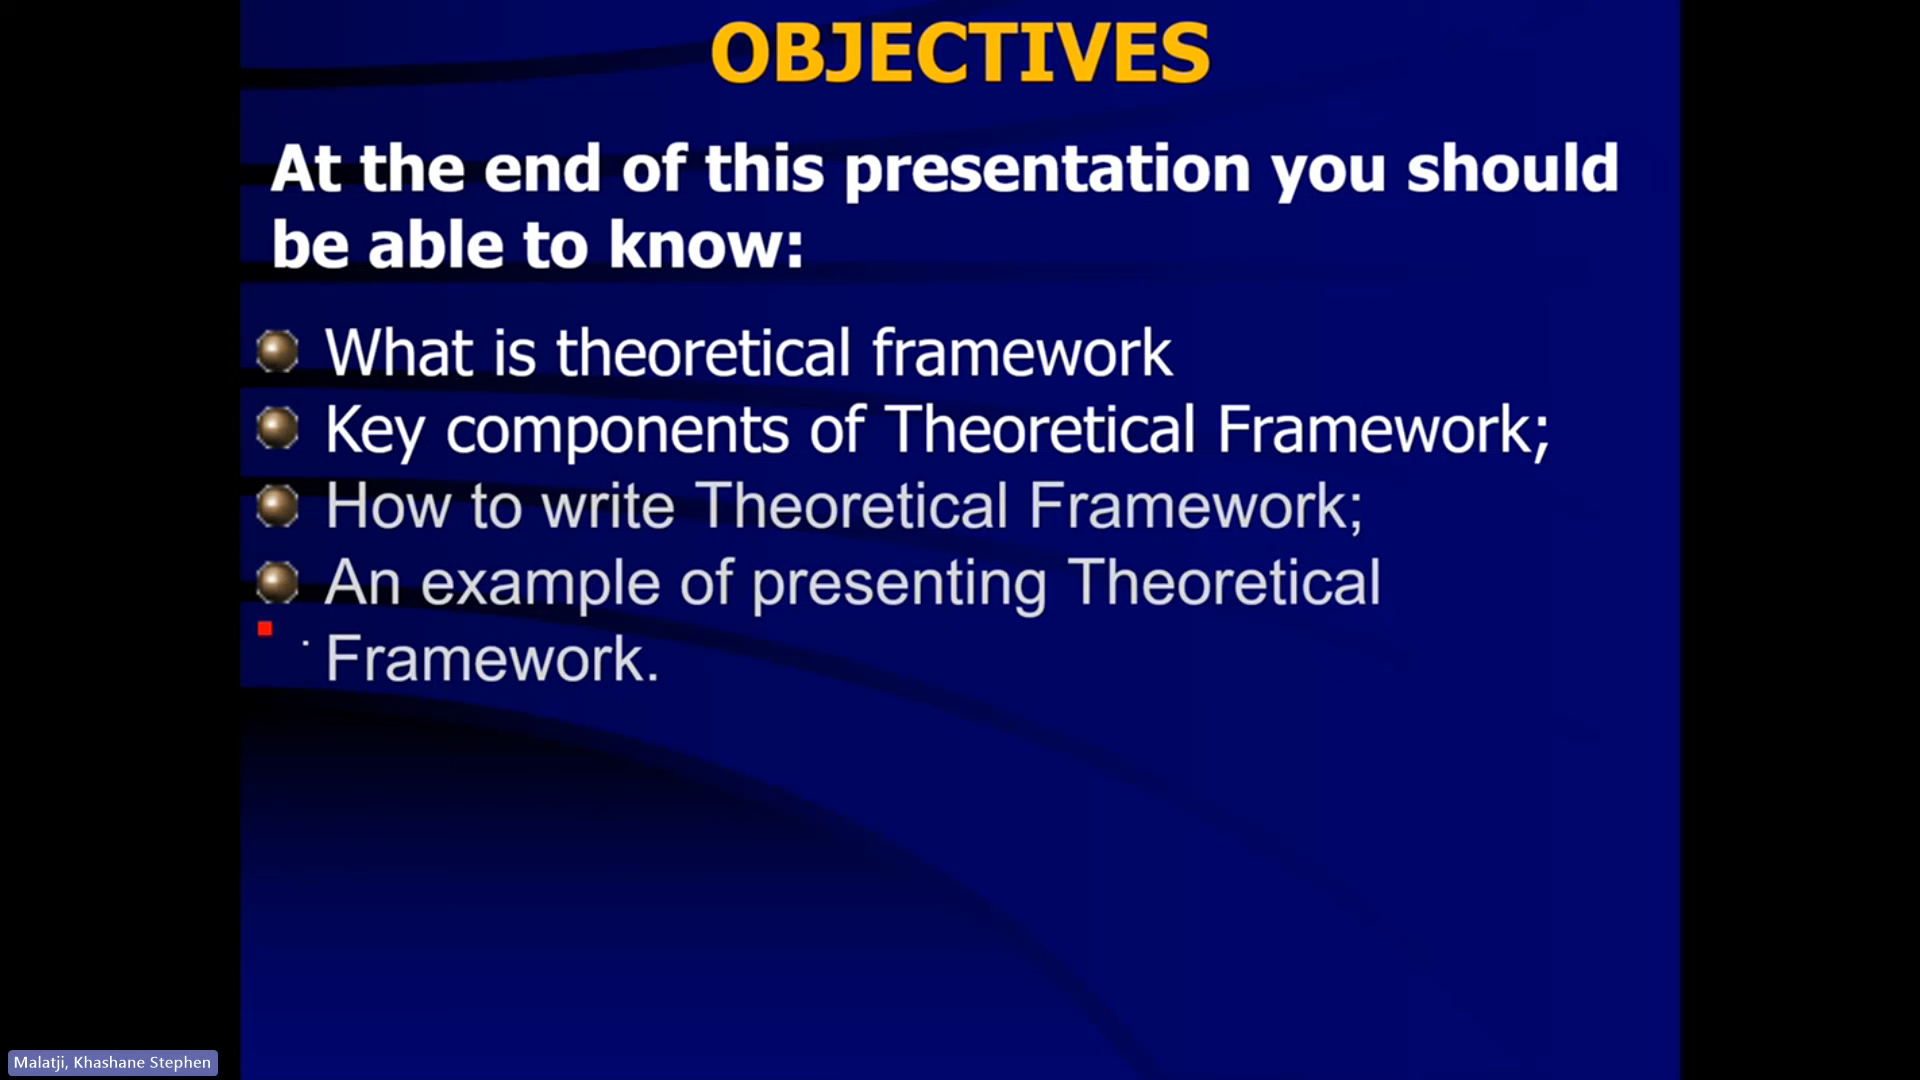 OBJECTIVES
At the end of this presentation you should
be able to know:
What is theoretical framework
Key components of Theoretical Framework;
How to write Theoretical Framework;
An example of presenting Theoretical
Framework.
Malatji, Khashane Stephen